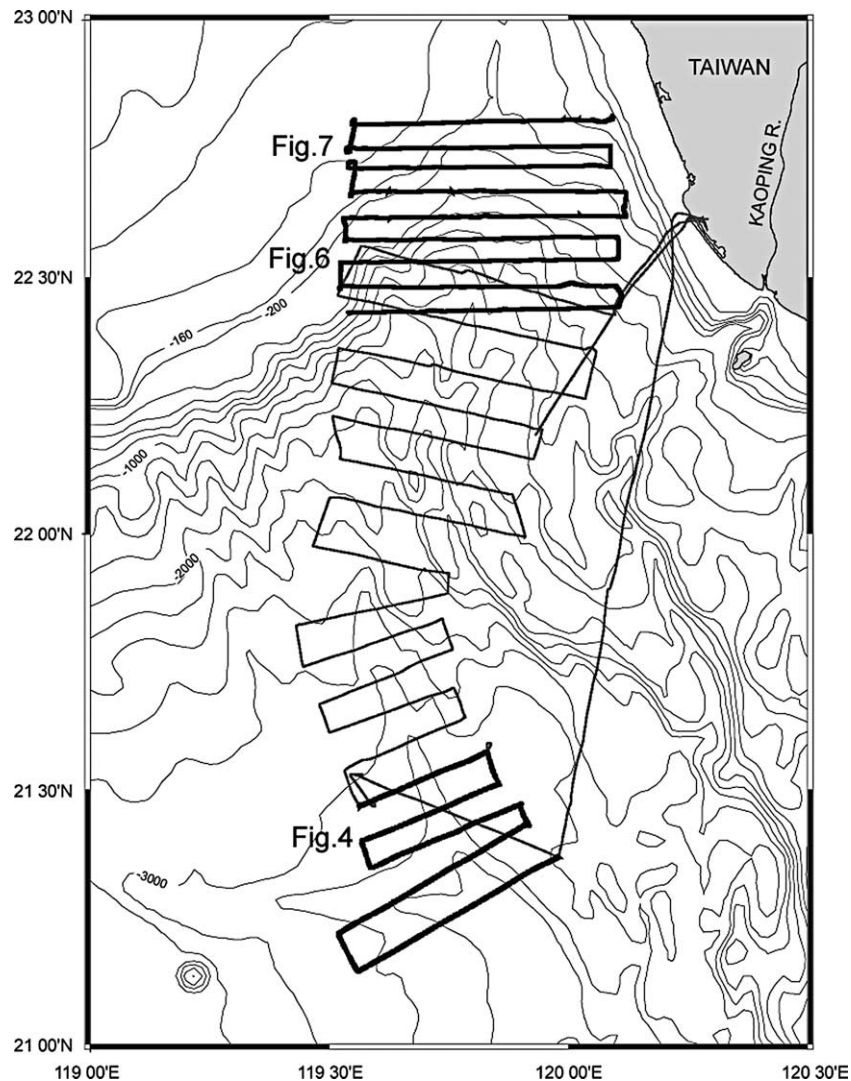 23 00'N
TAIWAN
KAOPING R.
Fig.7
Fig.6
22 30'N
-200
-160
-1000
22 00'N
-2000
21 30'N
Fig.4
-3000
21 00'N
119 00'E
119 30'E
120 00'E
120 30'E